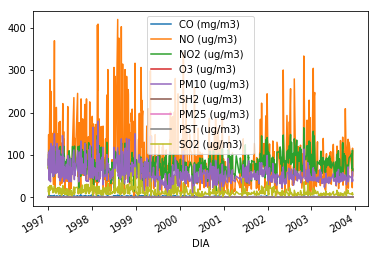 CO (mg/m3)
NO (ug/m3)
NO2 (ug/m3)
O3 (ug/m3)
PM10 (ug/m3)
SH2 (ug/m3)
PM25 (ug/m3)
PST (ug/m3)
SO2 (ug/m3)
400
300
200
100
0
1997 1998 1999 2000 2001 2002 2003 2004
DIA